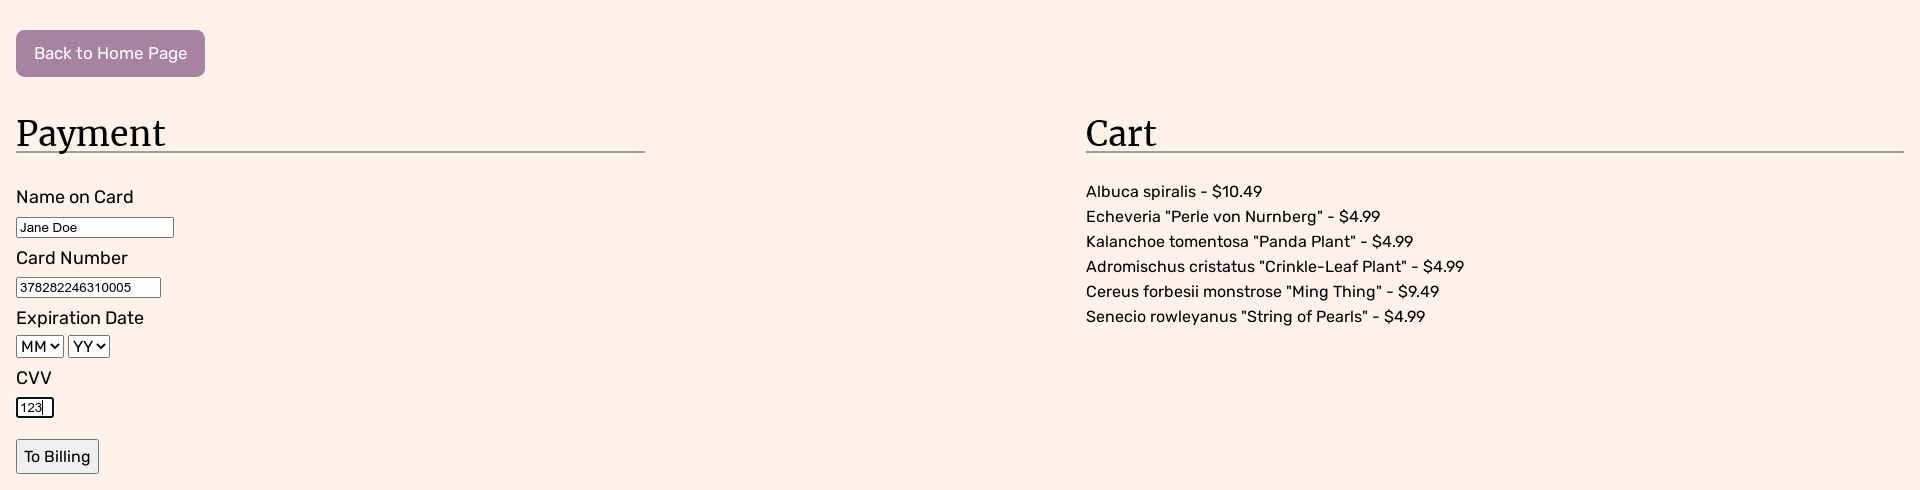 Back to Home Page
Payment
Name on Card
Jane Doe
Card Number
378282246310005
Expiration Date
MM YY
CVV
123
To Billing
Cart
Albuca spiralis - $10.49
Echeveria "Perle von Nurnberg" - $4.99
Kalanchoe tomentosa "Panda Plant" - $4.99
Adromischus cristatus "Crinkle-Leaf Plant" - $4.99
Cereus forbesii monstrose "Ming Thing" - $9.49
Senecio rowleyanus "String of Pearls" - $4.99